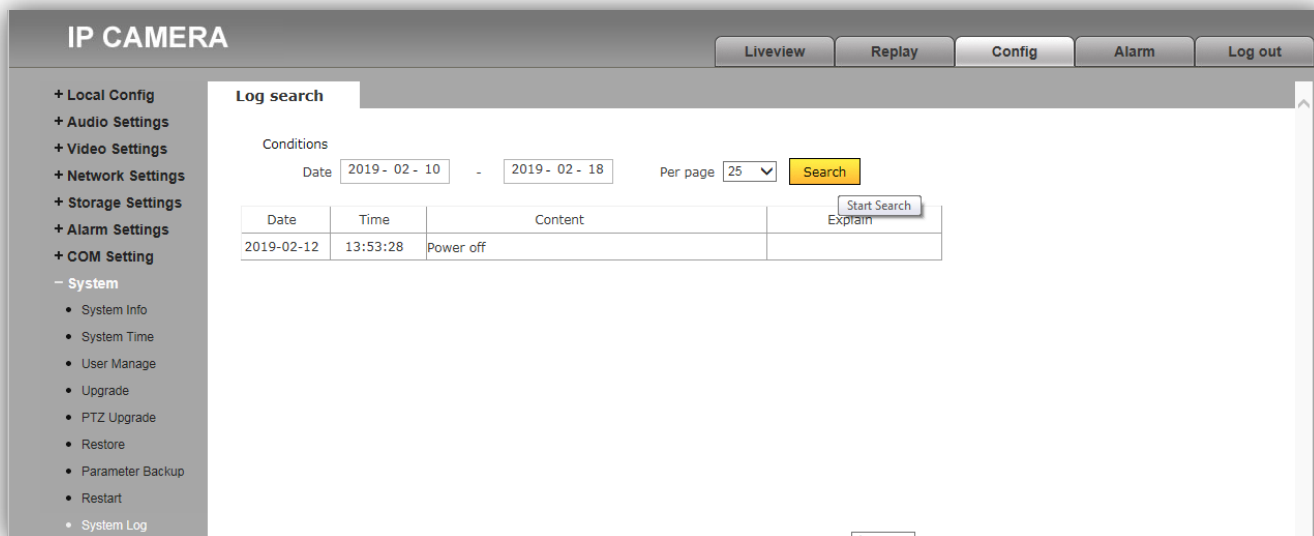 IP CAMERA
Liveview Replay Config Alarm Log out
+ Local Config
+ Audio Settings
+ Video Settings
+ Network Settings
+ Storage Settings
+ Alarm Settings
+ COM Setting
− System
• System Info
• System Time
• User Manage
• Upgrade
• PTZ Upgrade
• Restore
• Parameter Backup
• Restart
• System Log
Log search
Conditions
Date 2019 - 02 - 10 - 2019 - 02 - 18 Per page 25 Search
Start Search
Date Time Content Explain
2019-02-12 13:53:28 Power off